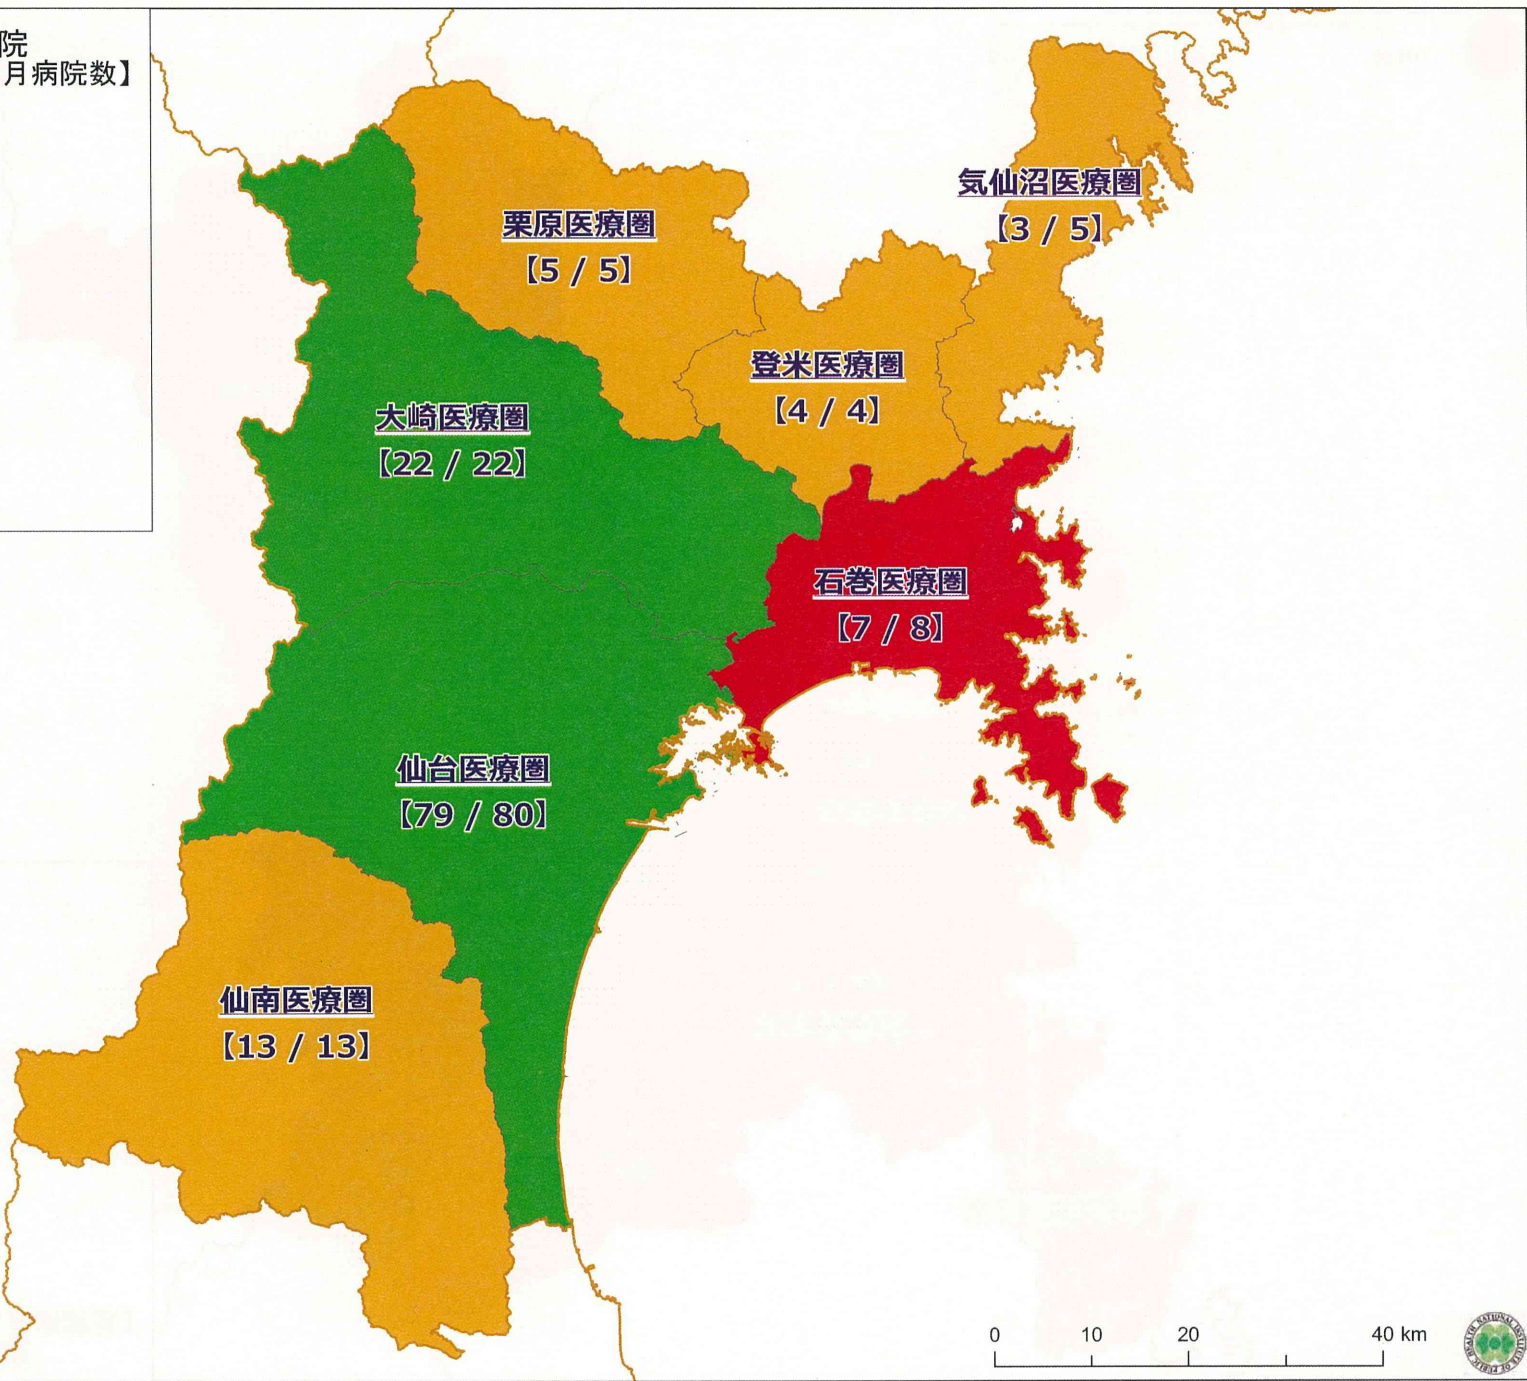 院
月病院数】
気仙沼医療圏
【3 / 5】
栗原医療圏
【5 / 5】
登米医療圏
【4 / 4】
大崎医療圏
【22 / 22】
石巻医療圏
【7 / 8】
仙台医療圏
【79 / 80】
仙南医療圏
【13 / 13】
0 10 20 40 km